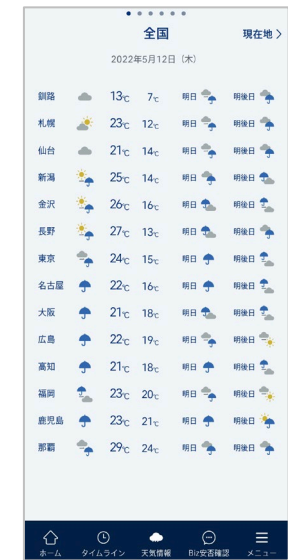 全国
現在地 >
2022年5月12日（木）
釧路 13℃ 7℃ 明日 明後日
札幌 23℃ 12℃ 明日 明後日
仙台 21℃ 14℃ 明日 明後日
新潟 25℃ 14℃ 明日 明後日
金沢 26℃ 16℃ 明日 明後日
長野 27℃ 13℃ 明日 明後日
東京 24℃ 15℃ 明日 明後日
名古屋 22℃ 16℃ 明日 明後日
大阪 21℃ 18℃ 明日 明後日
広島 22℃ 19℃ 明日 明後日
高知 21℃ 18℃ 明日 明後日
福岡 23℃ 20℃ 明日 明後日
鹿児島 23℃ 21℃ 明日 明後日
那覇 29℃ 24℃ 明日 明後日
ホーム タイムライン 天気情報 Biz安否確認 メニュー